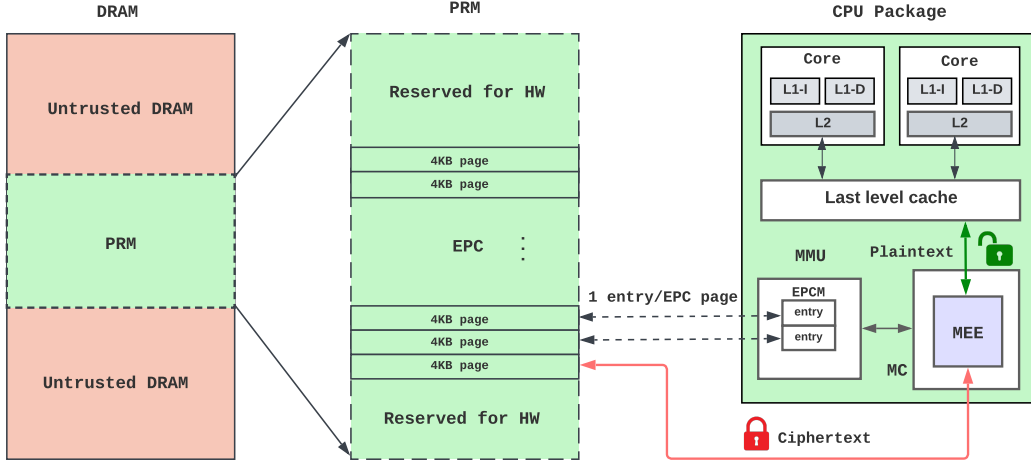 DRAM
PRM
CPU Package
Untrusted DRAM
PRM
Untrusted DRAM
Reserved for HW
4KB page
4KB page
EPC
4KB page
4KB page
4KB page
Reserved for HW
1 entry/EPC page
Core
L1-I
L1-D
L2
Core
L1-I
L1-D
L2
Last level cache
Plaintext
MMU
EPCM
entry
entry
MEE
MC
Ciphertext